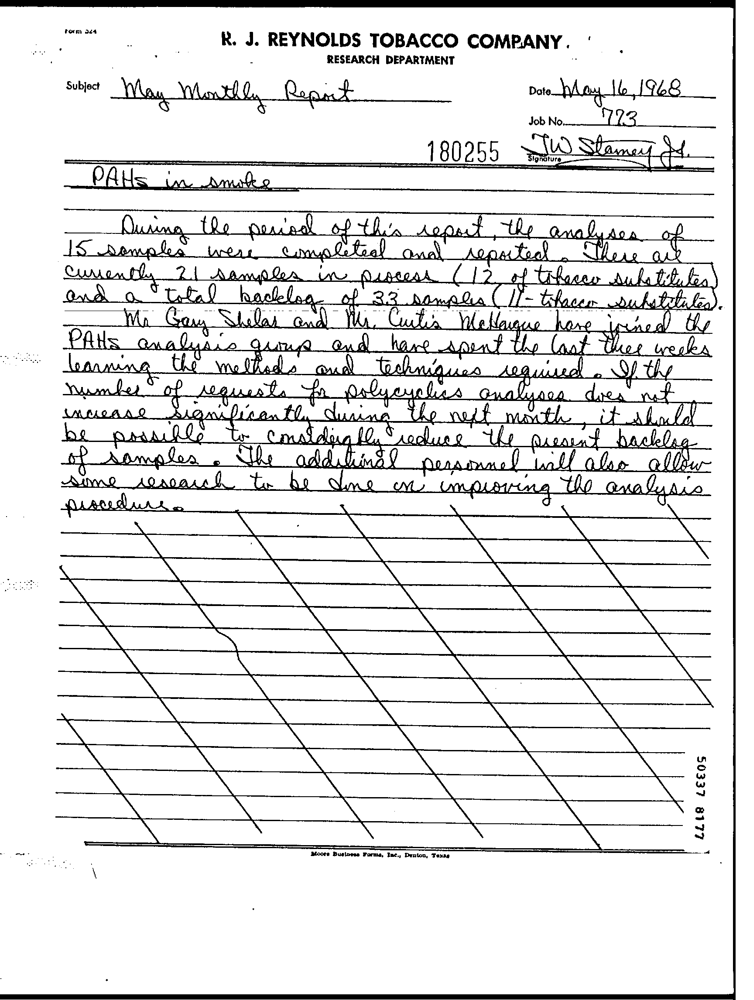 Form 324
R. J. REYNOLDS TOBACCO COMPANY.
RESEARCH DEPARTMENT
Subject May Monthly Report
Date May 16, 1968
Job No. 773
180255
JW Stamey Jr.
Signature
PAHs in smoke
During the period of this report, the analyses of
15 samples were completed and reported. There are
currently 21 samples in process (12 of tobacco substitutes)
and a total backlog of 33 samples (11-tobacco substitutes).
Mr Gary Shelar and Mr. Curtis McHargue have joined the
PAHs analysis group and have spent the last three weeks
learning the methods and techniques required. If the
number of requests for polycyclics analyses does not
increase significantly during the next month, it should
be possible to considerably reduce the present backlog
of samples. The additional personnel will also allow
some research to be done on improving the analysis
procedure.
50337 8177
Moore Business Forms, Inc., Denton, Texas